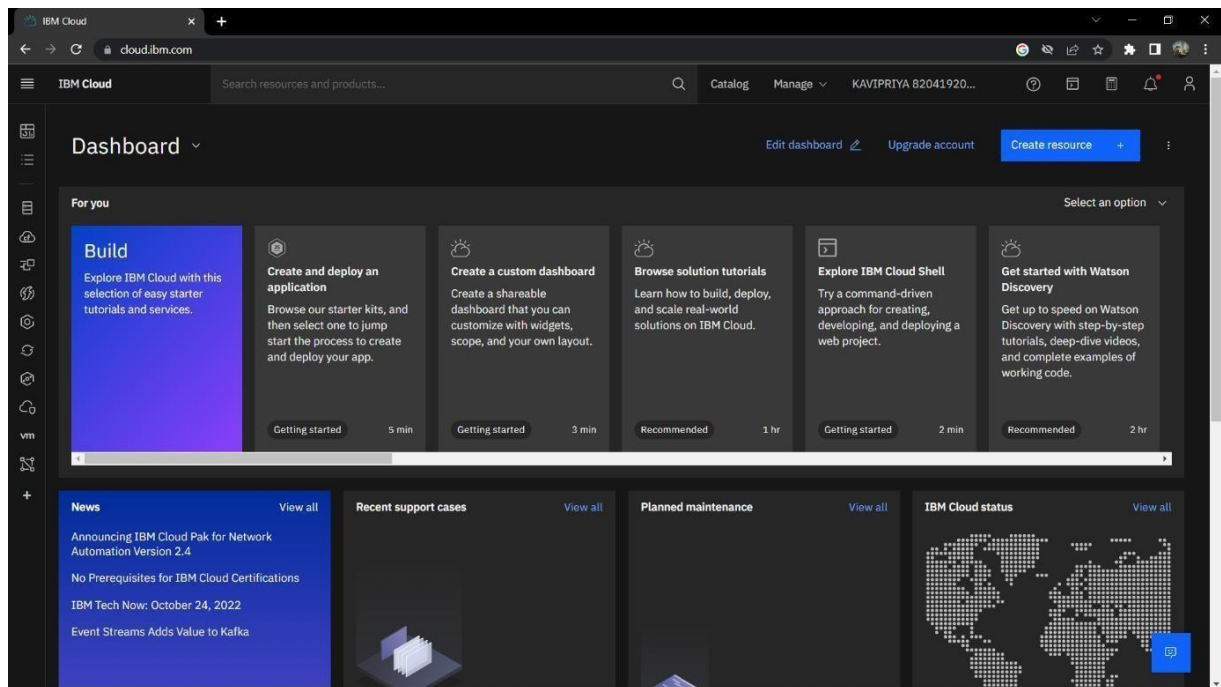 IBM Cloud
cloud.ibm.com
IBM Cloud
Search resources and products...
Catalog
Manage
KAVIPRIYA 82041920...
Dashboard
Edit dashboard
Upgrade account
Create resource +
For you
Select an option
Build
Explore IBM Cloud with this
selection of easy starter
tutorials and services.
Create and deploy an
application
Browse our starter kits, and
then select one to jump
start the process to create
and deploy your app.
Getting started
5 min
Create a custom dashboard
Create a shareable
dashboard that you can
customize with widgets,
scope, and your own layout.
Getting started
3 min
Browse solution tutorials
Learn how to build, deploy,
and scale real-world
solutions on IBM Cloud.
Recommended
1 hr
Explore IBM Cloud Shell
Try a command-driven
approach for creating,
developing, and deploying a
web project.
Getting started
2 min
Get started with Watson
Discovery
Get up to speed on Watson
Discovery with step-by-step
tutorials, deep-dive videos,
and complete examples of
working code.
Recommended
2 hr
vm
News
View all
Announcing IBM Cloud Pak for Network
Automation Version 2.4
No Prerequisites for IBM Cloud Certifications
IBM Tech Now: October 24, 2022
Event Streams Adds Value to Kafka
Recent support cases
View all
Planned maintenance
View all
IBM Cloud status
View all